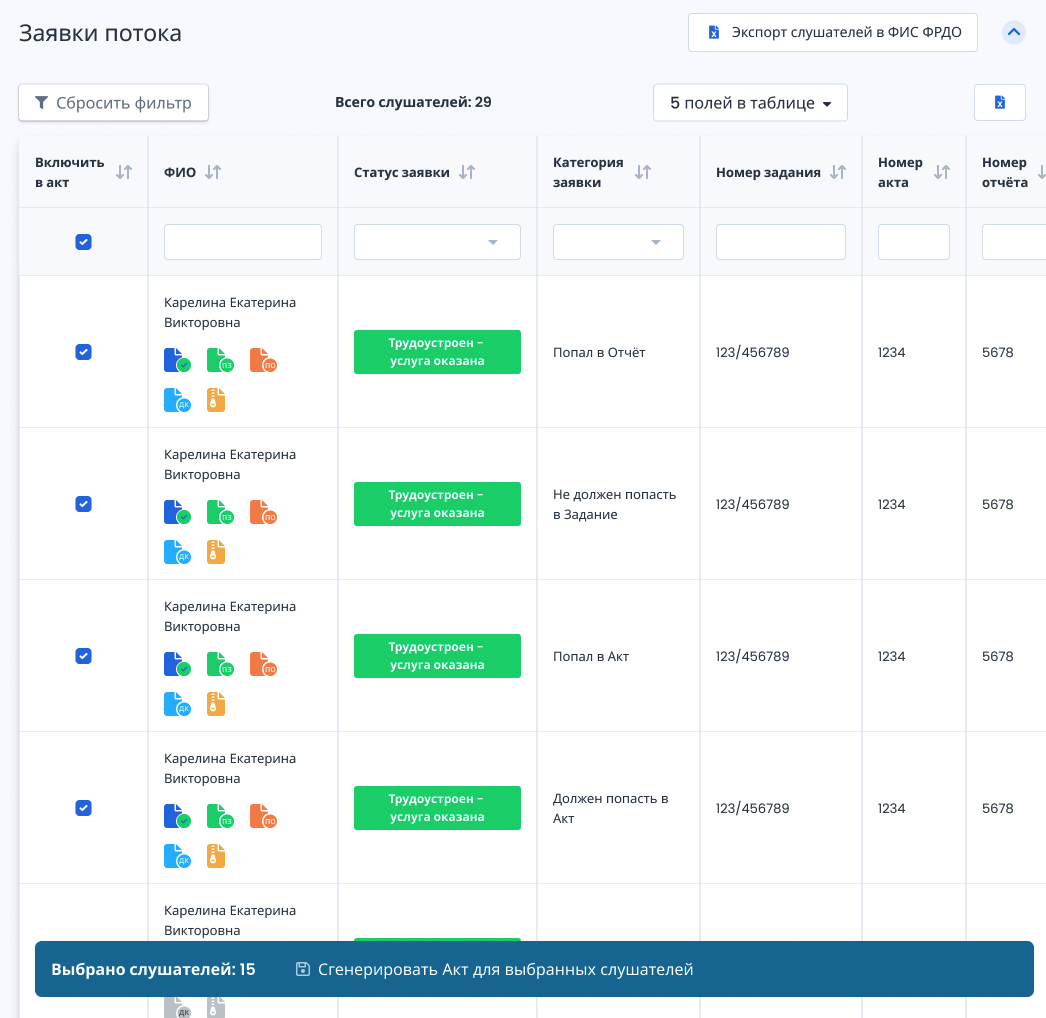 Заявки потока
Экспорт слушателей в ФИС ФРДО
Сбросить фильтр
Всего слушателей: 29
5 полей в таблице
Включить
в акт
ФИО
Статус заявки
Категория
заявки
Номер задания
Номер
акта
Номер
отчёта
Карелина Екатерина
Викторовна
ПЗ
ПО
ДК
Трудоустроен –
услуга оказана
Попал в Отчёт
123/456789
1234
5678
Карелина Екатерина
Викторовна
ПЗ
ПО
ДК
Трудоустроен –
услуга оказана
Не должен попасть
в Задание
123/456789
1234
5678
Карелина Екатерина
Викторовна
ПЗ
ПО
ДК
Трудоустроен –
услуга оказана
Попал в Акт
123/456789
1234
5678
Карелина Екатерина
Викторовна
ПЗ
ПО
ДК
Трудоустроен –
услуга оказана
Должен попасть в
Акт
123/456789
1234
5678
Карелина Екатерина
Викторовна
Выбрано слушателей: 15
Сгенерировать Акт для выбранных слушателей
ДК